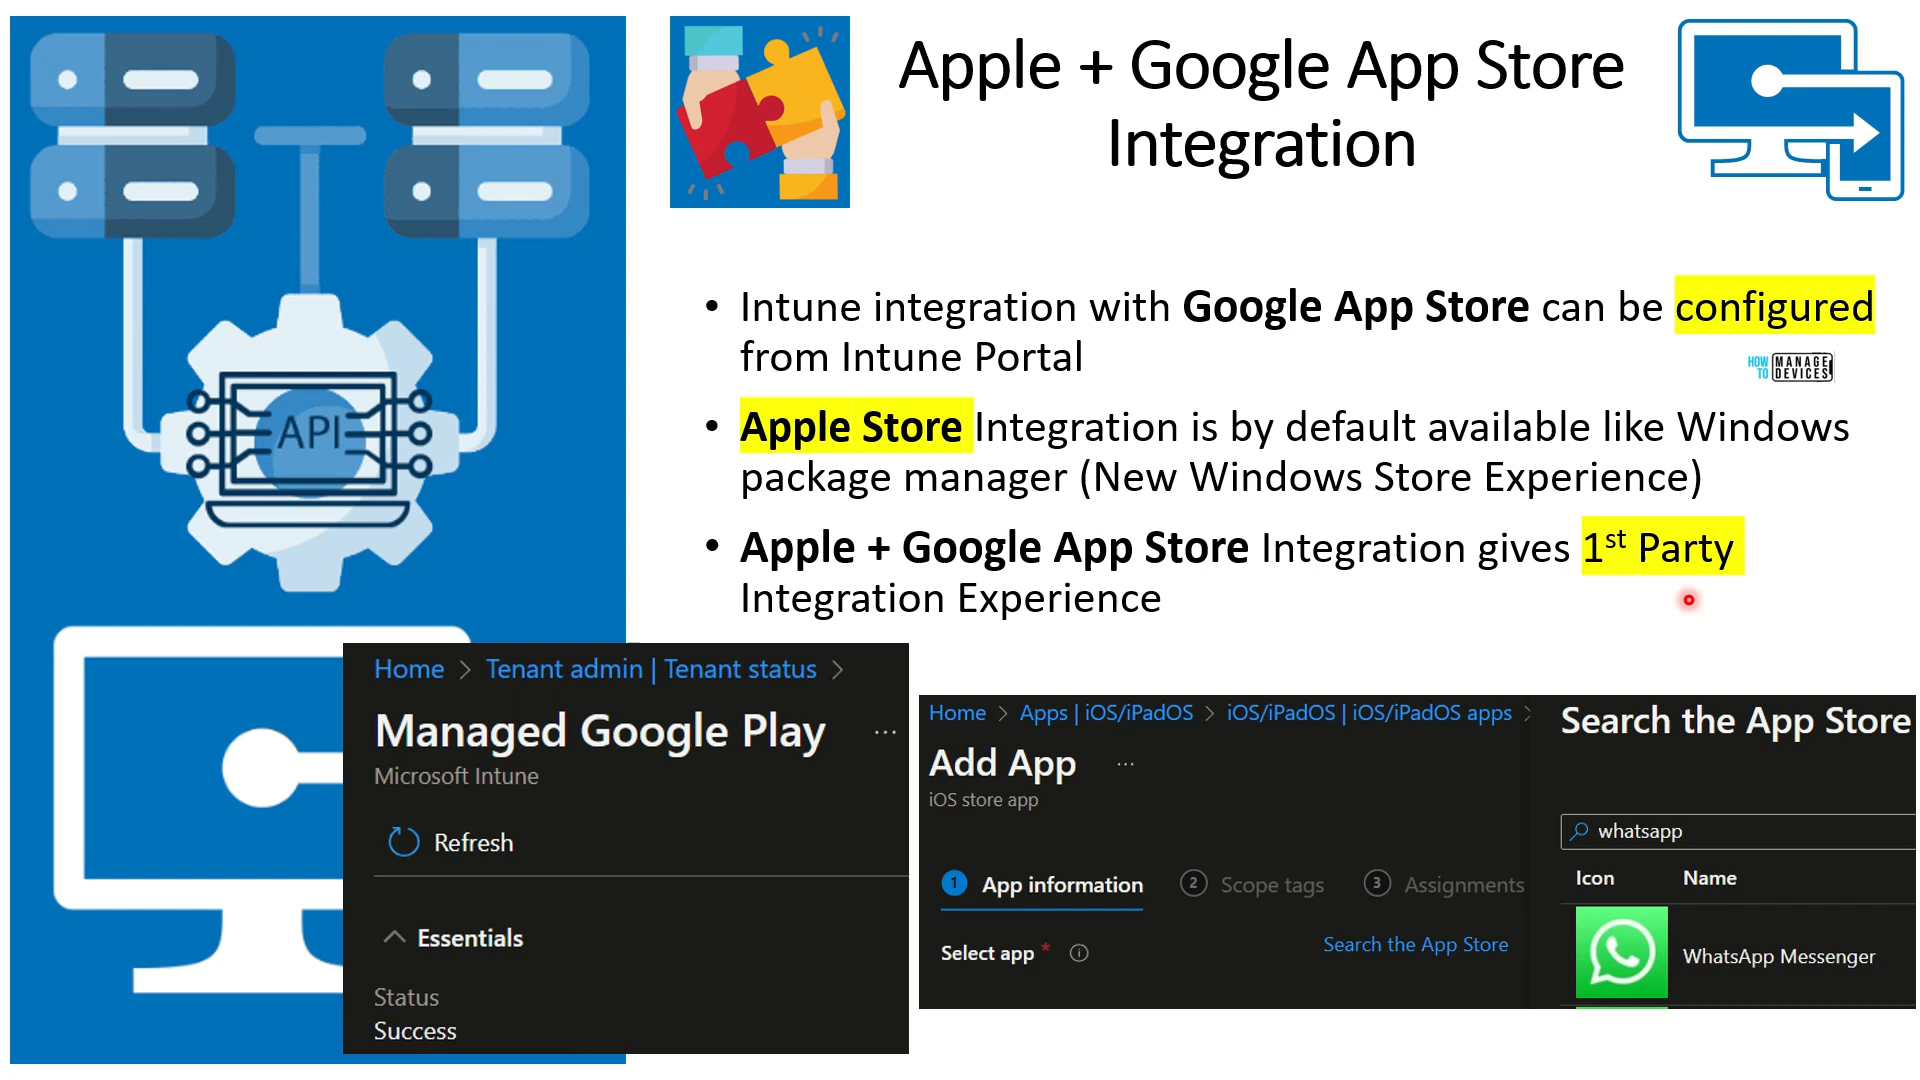 Apple + Google App Store
Integration
• Intune integration with Google App Store can be configured
from Intune Portal
HOW TO MANAGE DEVICES
• Apple Store Integration is by default available like Windows
package manager (New Windows Store Experience)
• Apple + Google App Store Integration gives 1st Party
Integration Experience
API
Home > Tenant admin | Tenant status >
Managed Google Play ...
Microsoft Intune
Refresh
Essentials
Status
Success
Home > Apps | iOS/iPadOS > iOS/iPadOS | iOS/iPadOS apps >
Add App ...
iOS store app
1 App information 2 Scope tags 3 Assignments
Select app *
Search the App Store
Search the App Store
whatsapp
Icon Name
WhatsApp Messenger